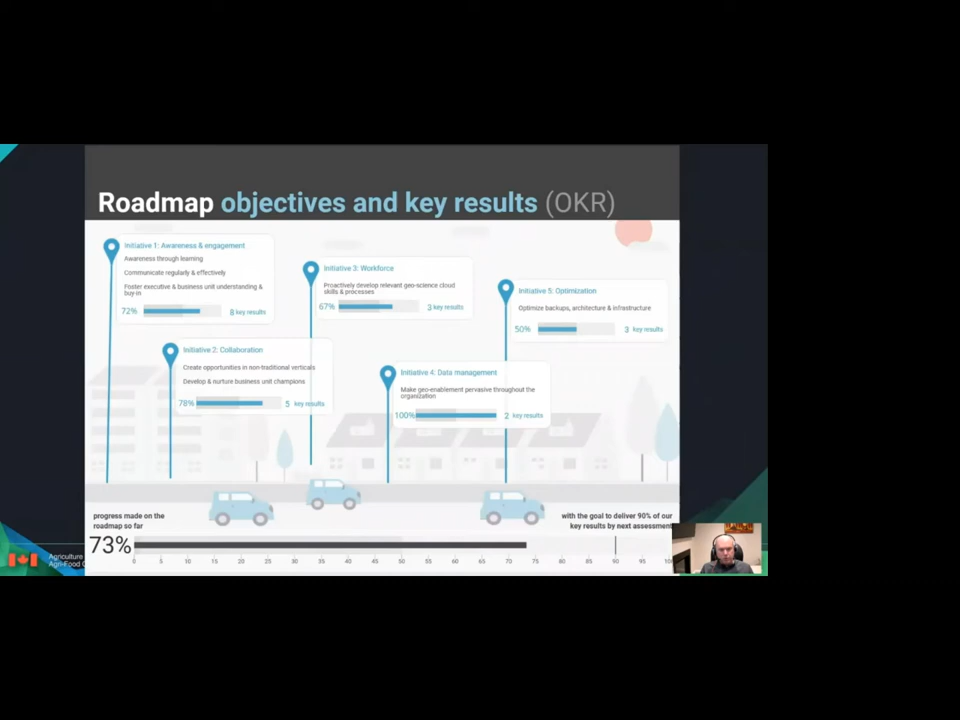 Roadmap objectives and key results (OKR)
Initiative 1: Awareness & engagement
Awareness through learning
Communicate regularly & effectively
Foster executive & business unit understanding &
buy-in
72%
8 key results
Initiative 2: Collaboration
Create opportunities in non-traditional verticals
Develop & nurture business unit champions
78%
5 key results
Initiative 3: Workforce
Proactively develop relevant geo-science cloud
skills & processes
67%
3 key results
Initiative 4: Data management
Make geo-enablement pervasive throughout the
organization
100%
2 key results
Initiative 5: Optimization
Optimize backups, architecture & infrastructure
50%
3 key results
progress made on the
roadmap so far
with the goal to deliver 90% of our
key results by next assessment
73%
0 5 10 15 20 25 30 35 40 45 50 55 60 65 70 75 80 85 90 95
Agriculture
Agri-Food